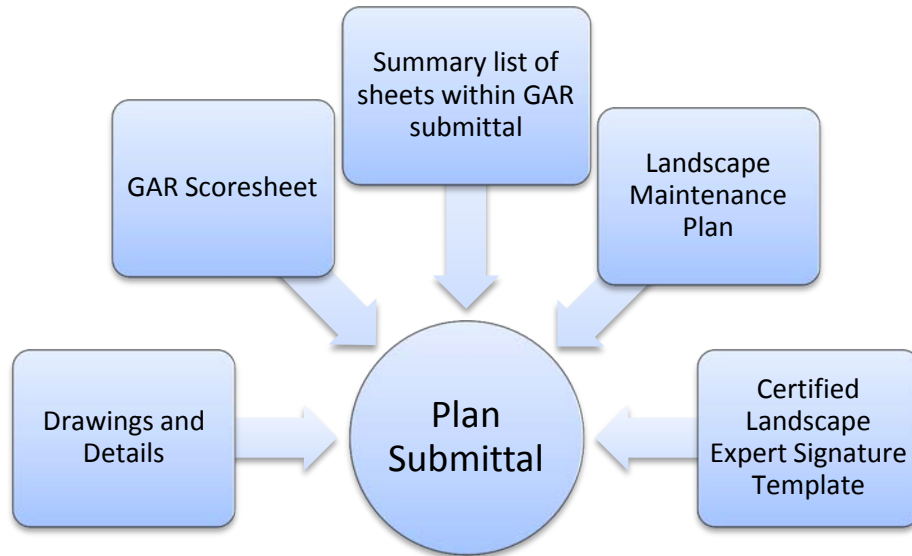 Summary list of
sheets within GAR
submittal
GAR Scoresheet
Landscape
Maintenance
Plan
Drawings and
Details
Plan
Submittal
Certified
Landscape
Expert Signature
Template